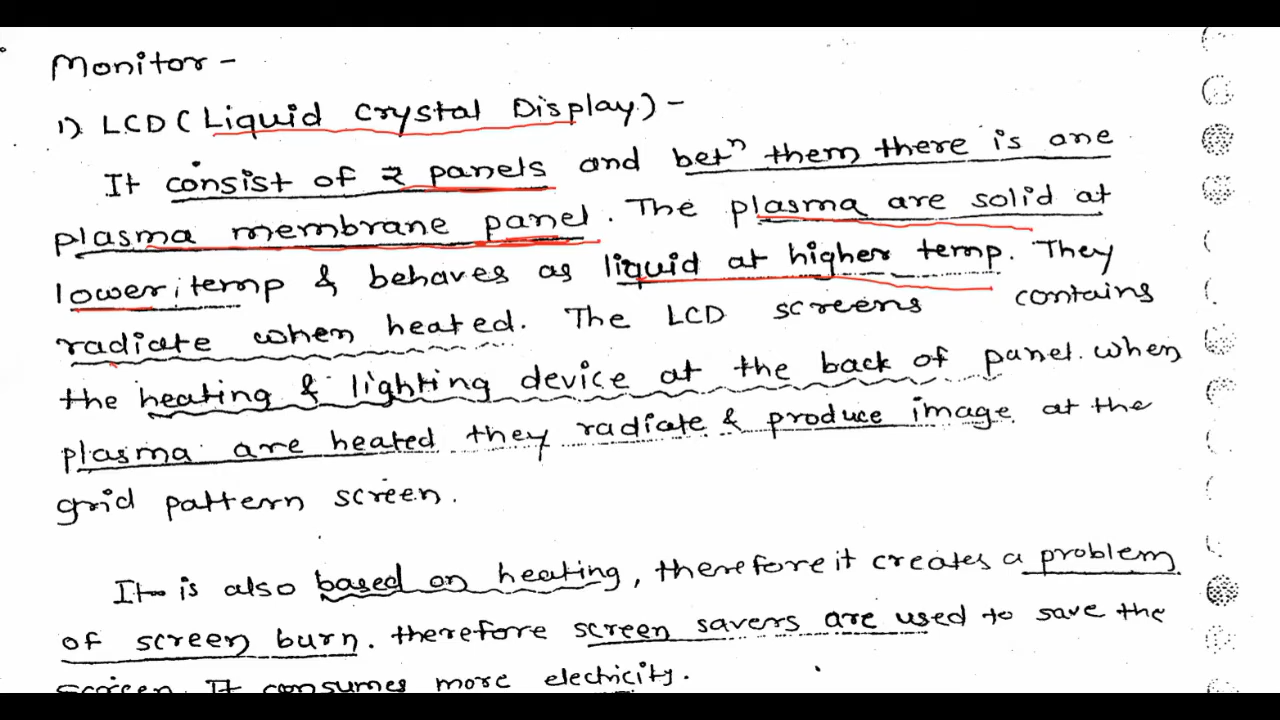 Monitor -
1) LCD (Liquid Crystal Display) -
It consist of 2 panels and betⁿ them there is one
plasma membrane panel. The plasma are solid at
lower temp & behaves as liquid at higher temp. They
radiate when heated. The LCD screens contains
the heating & lighting device at the back of panel. when
plasma are heated they radiate & produce image at the
grid pattern screen.
It is also based on heating, therefore it creates a problem
of screen burn. therefore screen savers are used to save the
screen. It consumes more electricity.